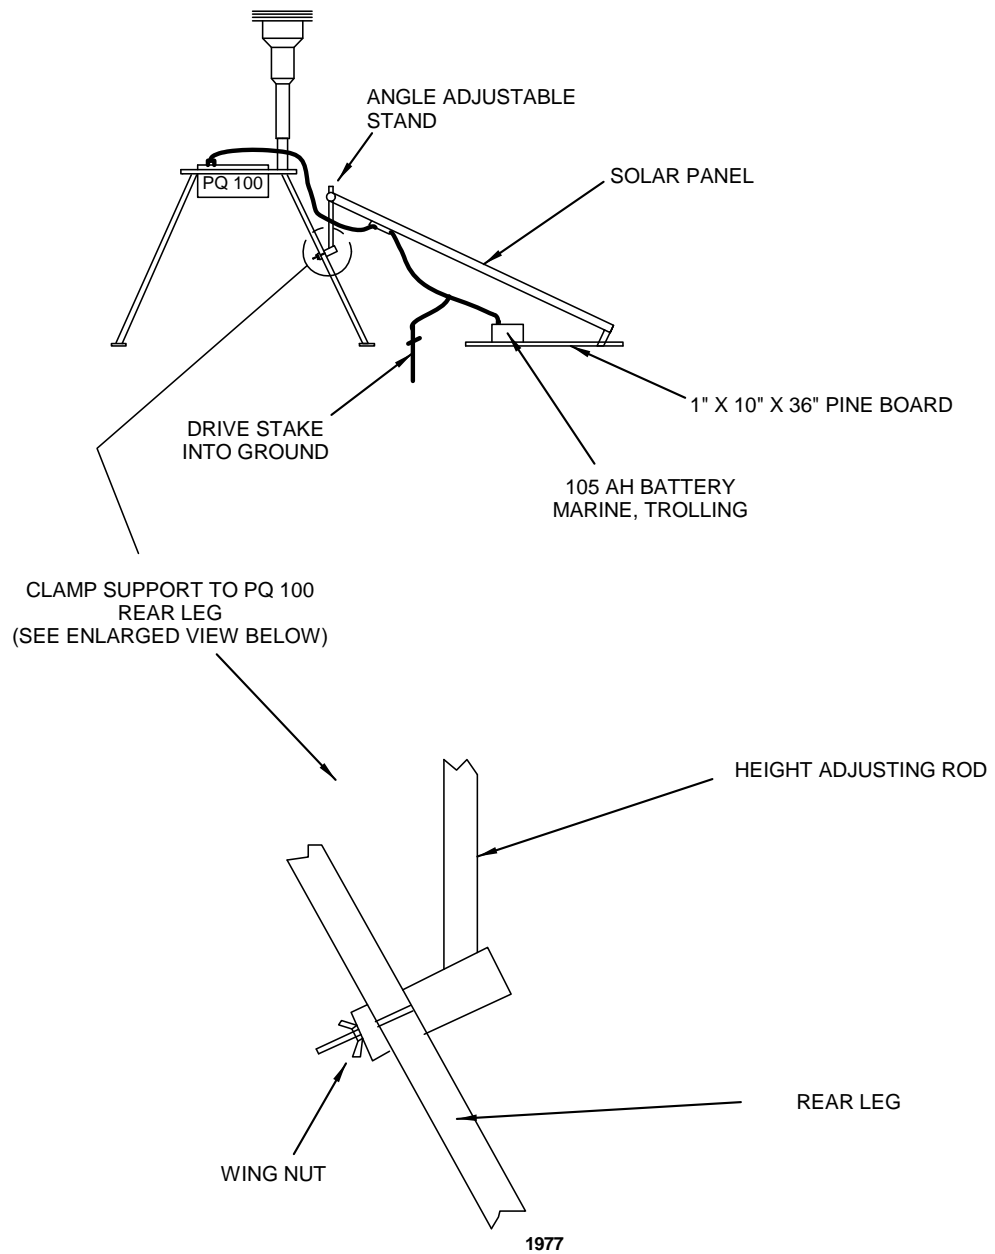 ANGLE ADJUSTABLE
STAND
PQ 100
SOLAR PANEL
1" X 10" X 36" PINE BOARD
DRIVE STAKE
INTO GROUND
105 AH BATTERY
MARINE, TROLLING
CLAMP SUPPORT TO PQ 100
REAR LEG
(SEE ENLARGED VIEW BELOW)
HEIGHT ADJUSTING ROD
REAR LEG
WING NUT
1977